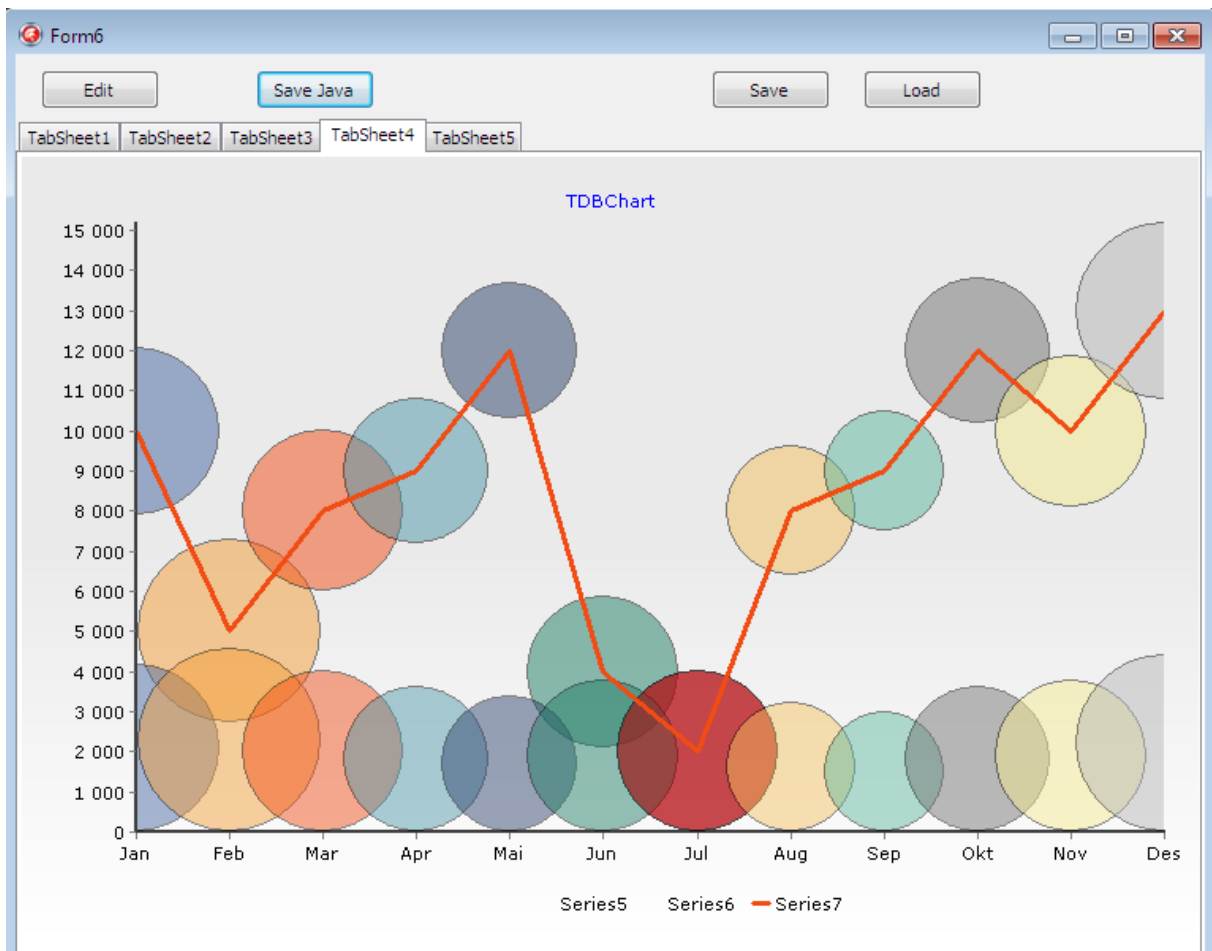 Form6
Edit Save Java Save Load
TabSheet1 TabSheet2 TabSheet3 TabSheet4 TabSheet5
TDBChart
15 000
14 000
13 000
12 000
11 000
10 000
9 000
8 000
7 000
6 000
5 000
4 000
3 000
2 000
1 000
0
Jan Feb Mar Apr Mai Jun Jul Aug Sep Okt Nov Des
Series5 Series6 Series7